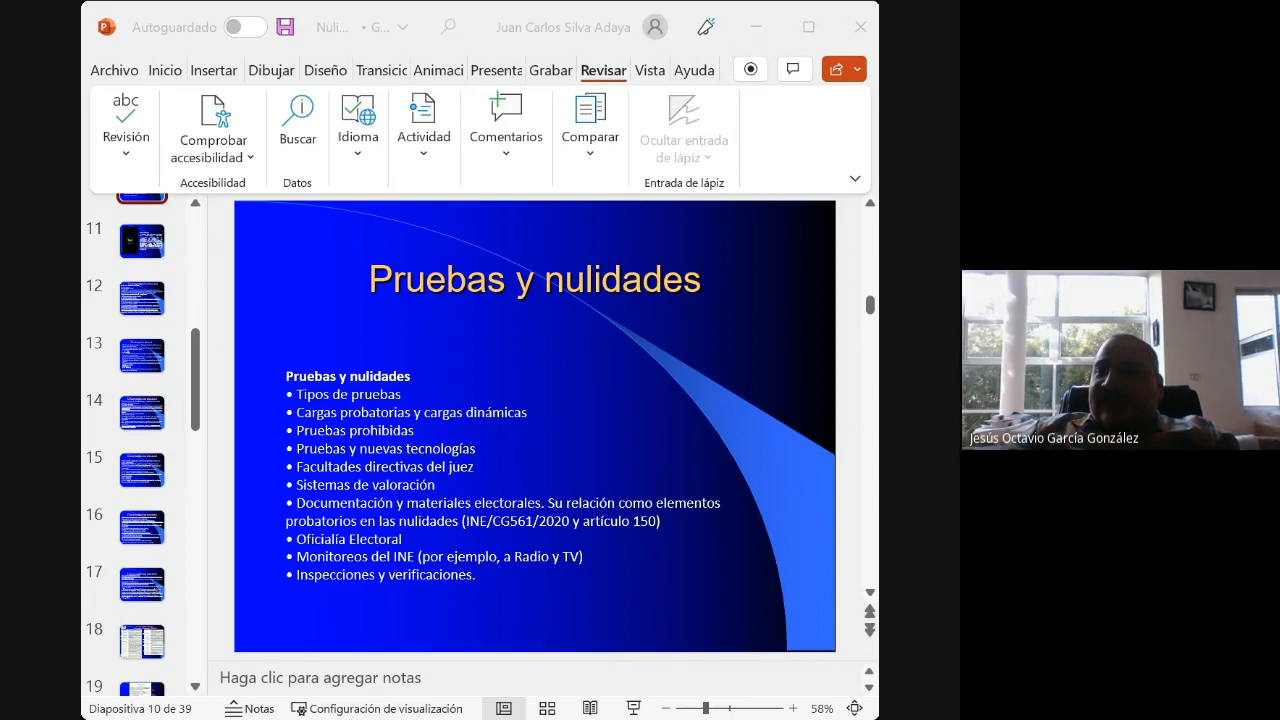 Autoguardado
Nuli... • G...
Juan Carlos Silva Adaya
Archivo Inicio Insertar Dibujar Diseño Transicic Animaci Presenta Grabar Revisar Vista Ayuda
abc
Revisión
Comprobar
accesibilidad
Buscar
Idioma
Actividad
Comentarios
Comparar
Ocultar entrada
de lápiz
Accesibilidad
Datos
Entrada de lápiz
11
12
13
14
15
16
17
18
19
Pruebas y nulidades
Pruebas y nulidades
• Tipos de pruebas
• Cargas probatorias y cargas dinámicas
• Pruebas prohibidas
• Pruebas y nuevas tecnologías
• Facultades directivas del juez
• Sistemas de valoración
• Documentación y materiales electorales. Su relación como elementos
probatorios en las nulidades (INE/CG561/2020 y artículo 150)
• Oficialía Electoral
• Monitoreos del INE (por ejemplo, a Radio y TV)
• Inspecciones y verificaciones.
Haga clic para agregar notas
Diapositiva 10 de 39
Notas
Configuración de visualización
58%
Jesús Octavio García González